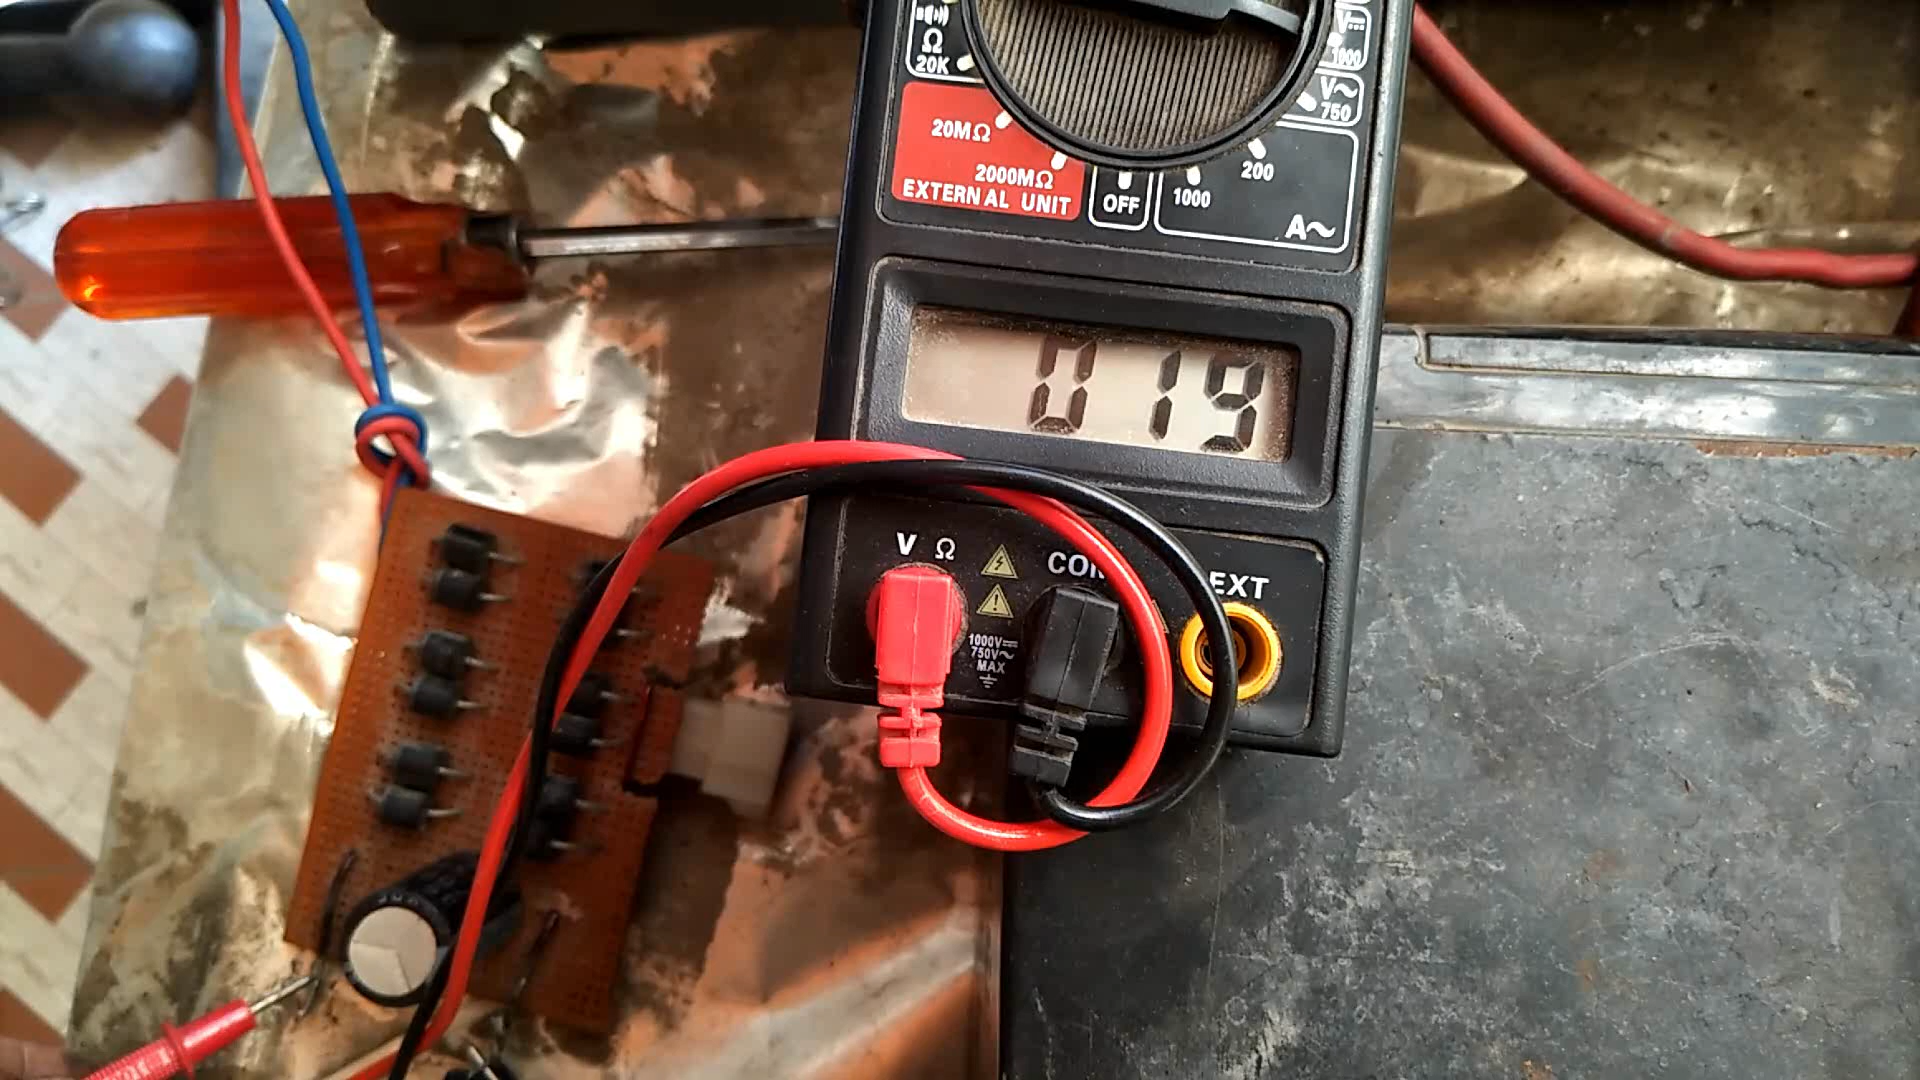 Ω
20K
V⎓
1000
V～
750
20MΩ
2000MΩ
EXTERNAL UNIT
OFF
1000
200
A～
019
V Ω
COM
EXT
1000V⎓
750V～
MAX